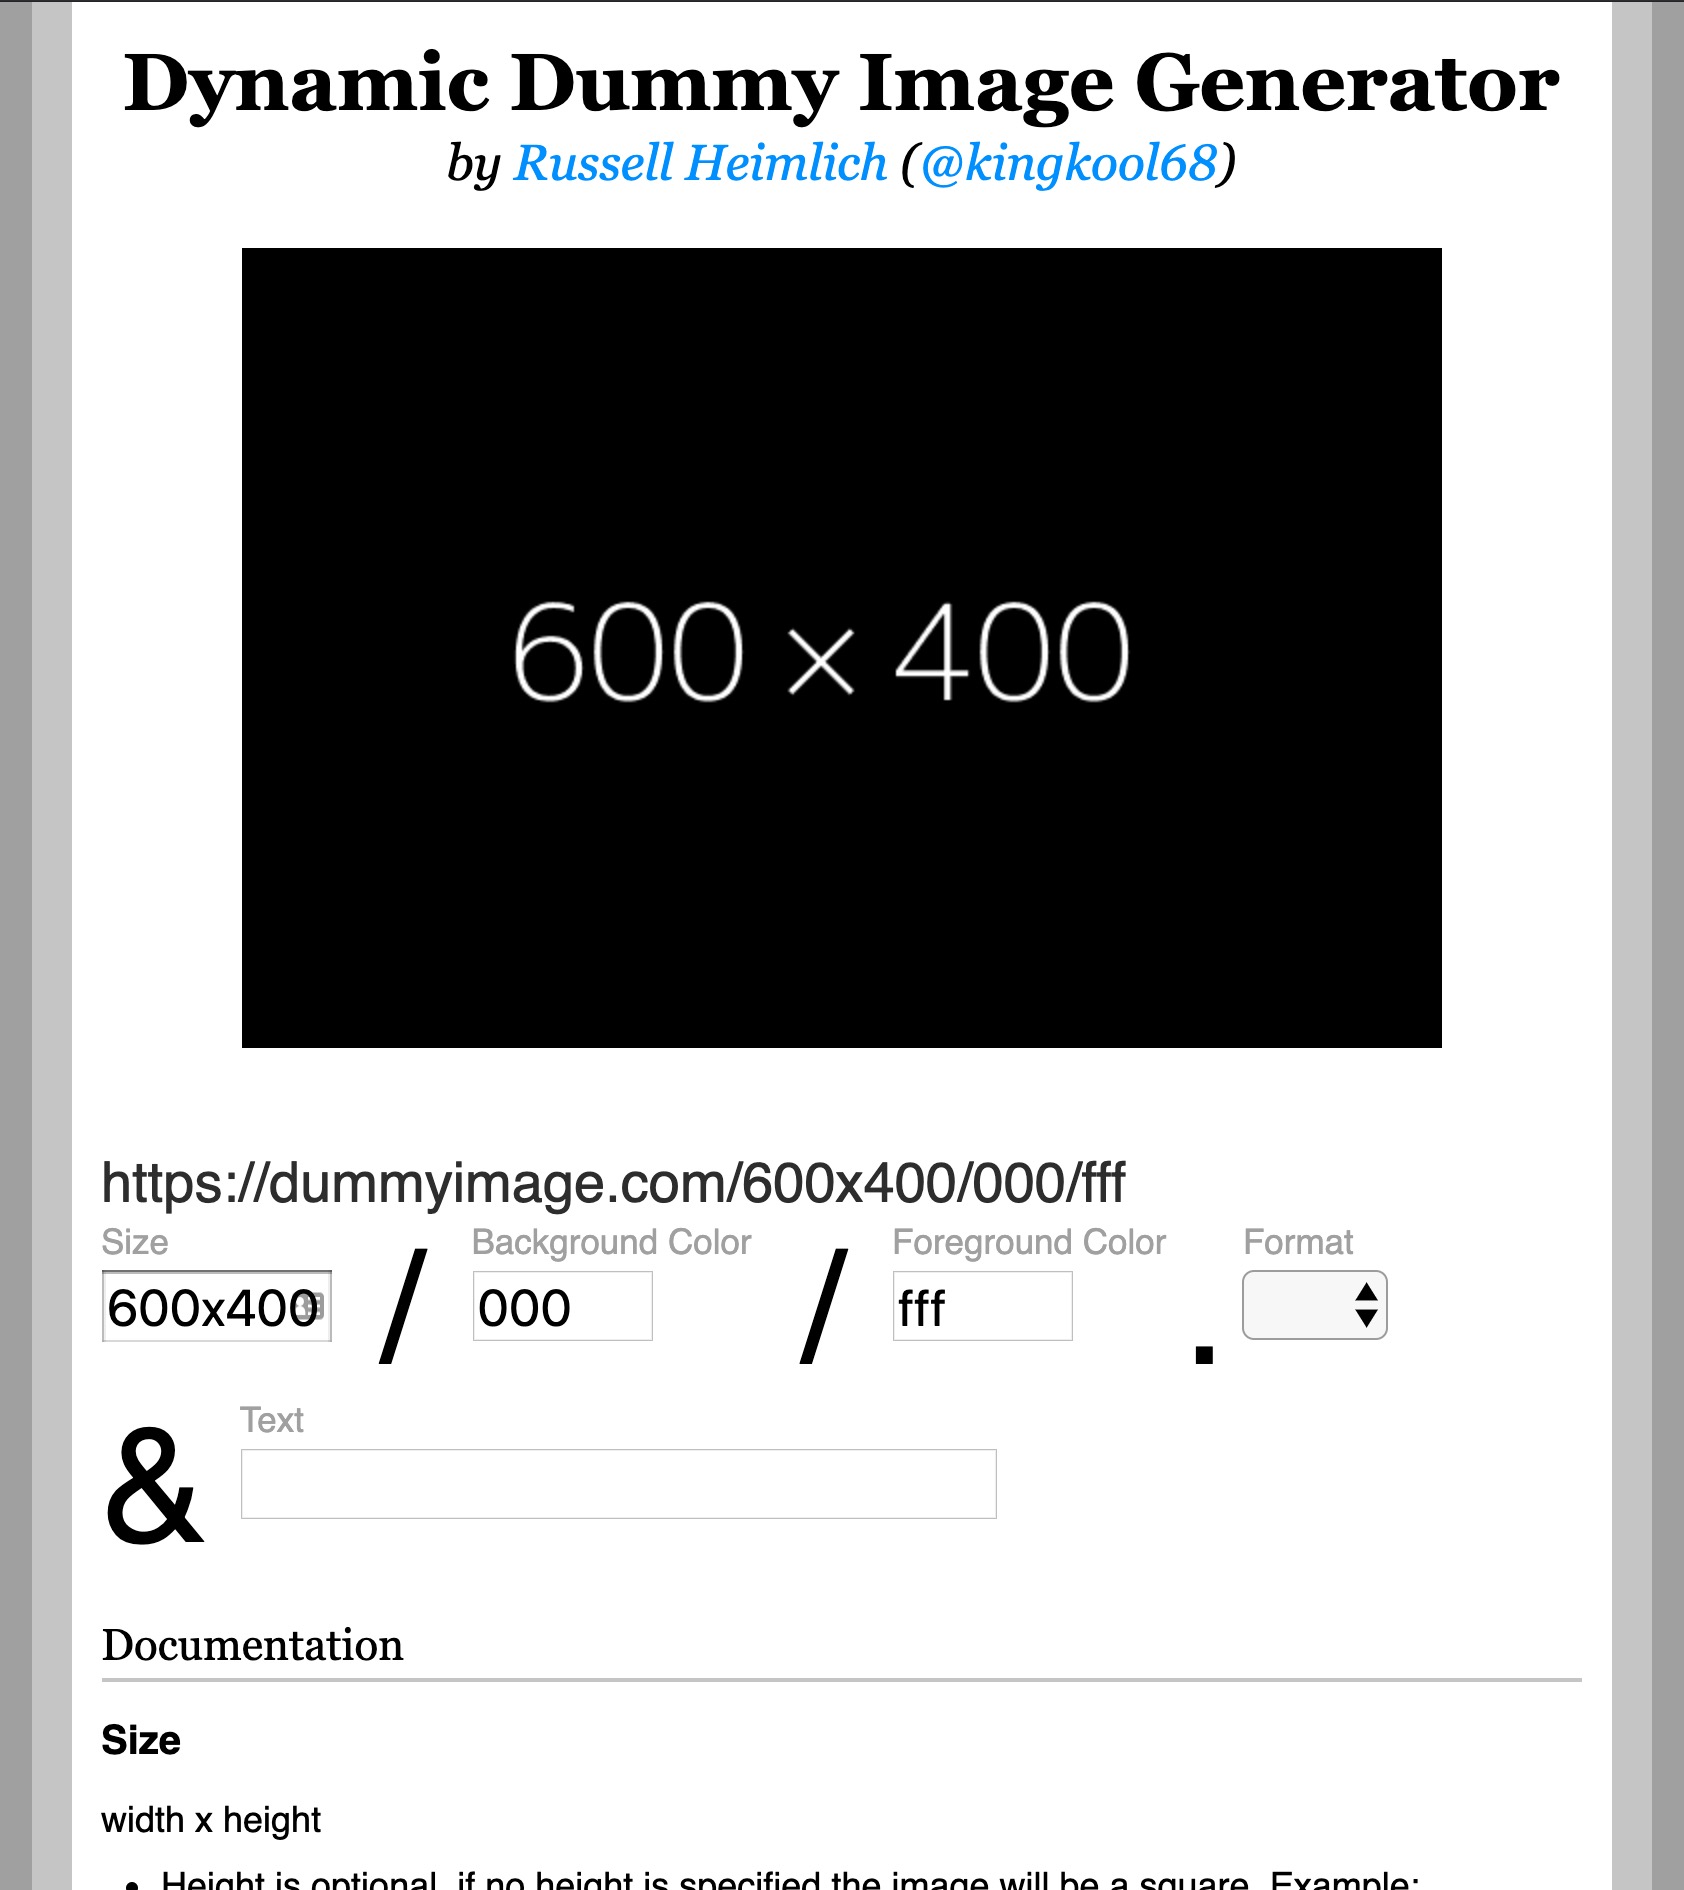 Dynamic Dummy Image Generator
by Russell Heimlich (@kingkool68)
600 × 400
https://dummyimage.com/600x400/000/fff
Size
Background Color
Foreground Color
Format
600x400 / 000 / fff .
Text
&
Documentation
Size
width x height
• Height is optional, if no height is specified the image will be a square. Example: